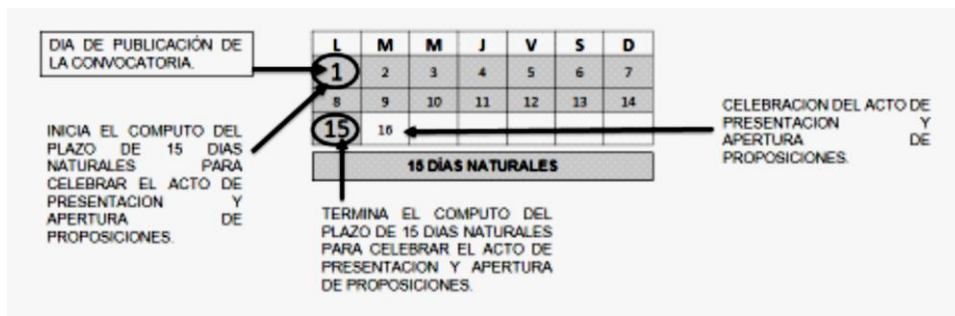 DIA DE PUBLICACIÓN DE
LA CONVOCATORIA.
INICIA EL COMPUTO DEL
PLAZO DE 15 DIAS
NATURALES PARA
CELEBRAR EL ACTO DE
PRESENTACION Y
APERTURA DE
PROPOSICIONES.
L M M J V S D
1 2 3 4 5 6 7
8 9 10 11 12 13 14
15 16
15 DÍAS NATURALES
TERMINA EL COMPUTO DEL
PLAZO DE 15 DIAS NATURALES
PARA CELEBRAR EL ACTO DE
PRESENTACION Y APERTURA
DE PROPOSICIONES.
CELEBRACION DEL ACTO DE
PRESENTACION Y
APERTURA DE
PROPOSICIONES.